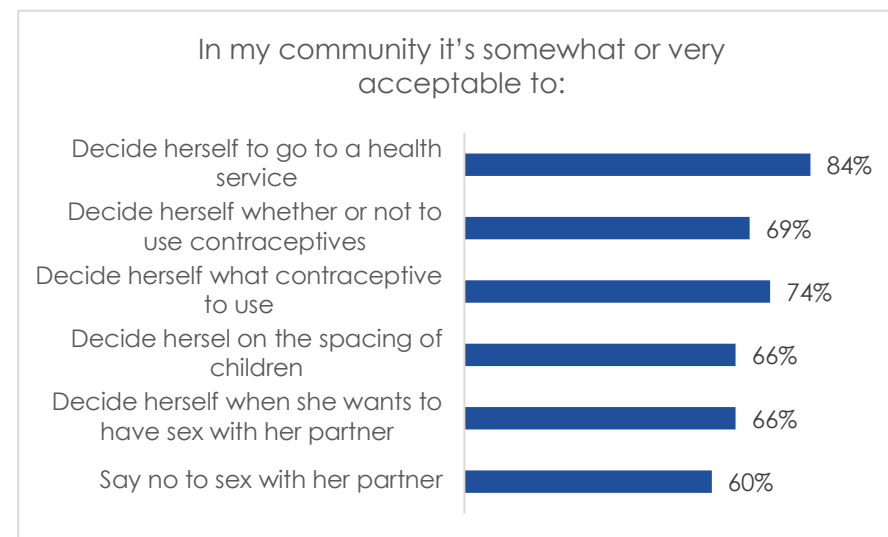 In my community it's somewhat or very
acceptable to:
Decide herself to go to a health
service
84%
Decide herself whether or not to
use contraceptives
69%
Decide herself what contraceptive
to use
74%
Decide hersel on the spacing of
children
66%
Decide herself when she wants to
have sex with her partner
66%
Say no to sex with her partner
60%